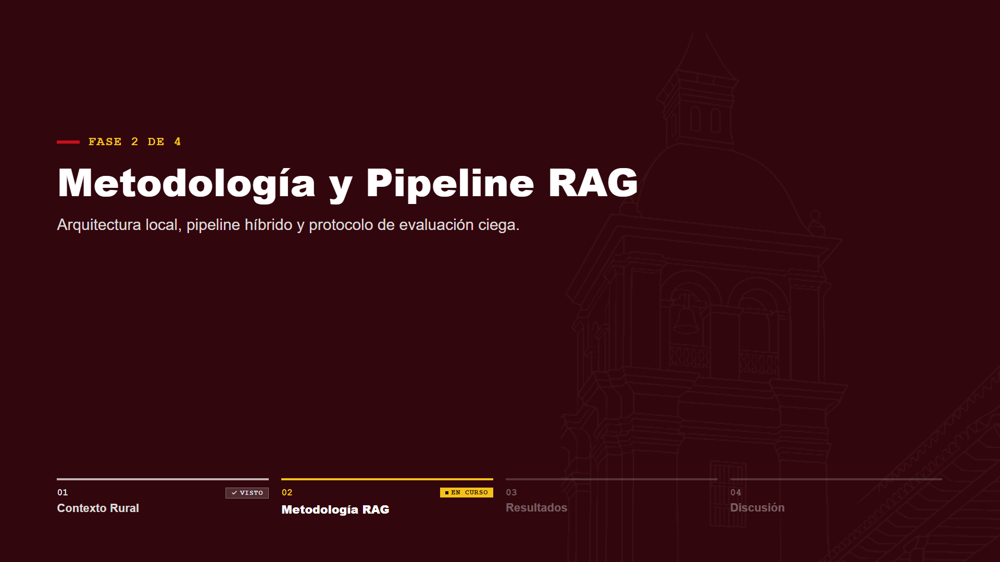 FASE 2 DE 4
Metodología y Pipeline RAG
Arquitectura local, pipeline híbrido y protocolo de evaluación ciega.
01
✓ VISTO
Contexto Rural
02
■ EN CURSO
Metodología RAG
03
Resultados
04
Discusión